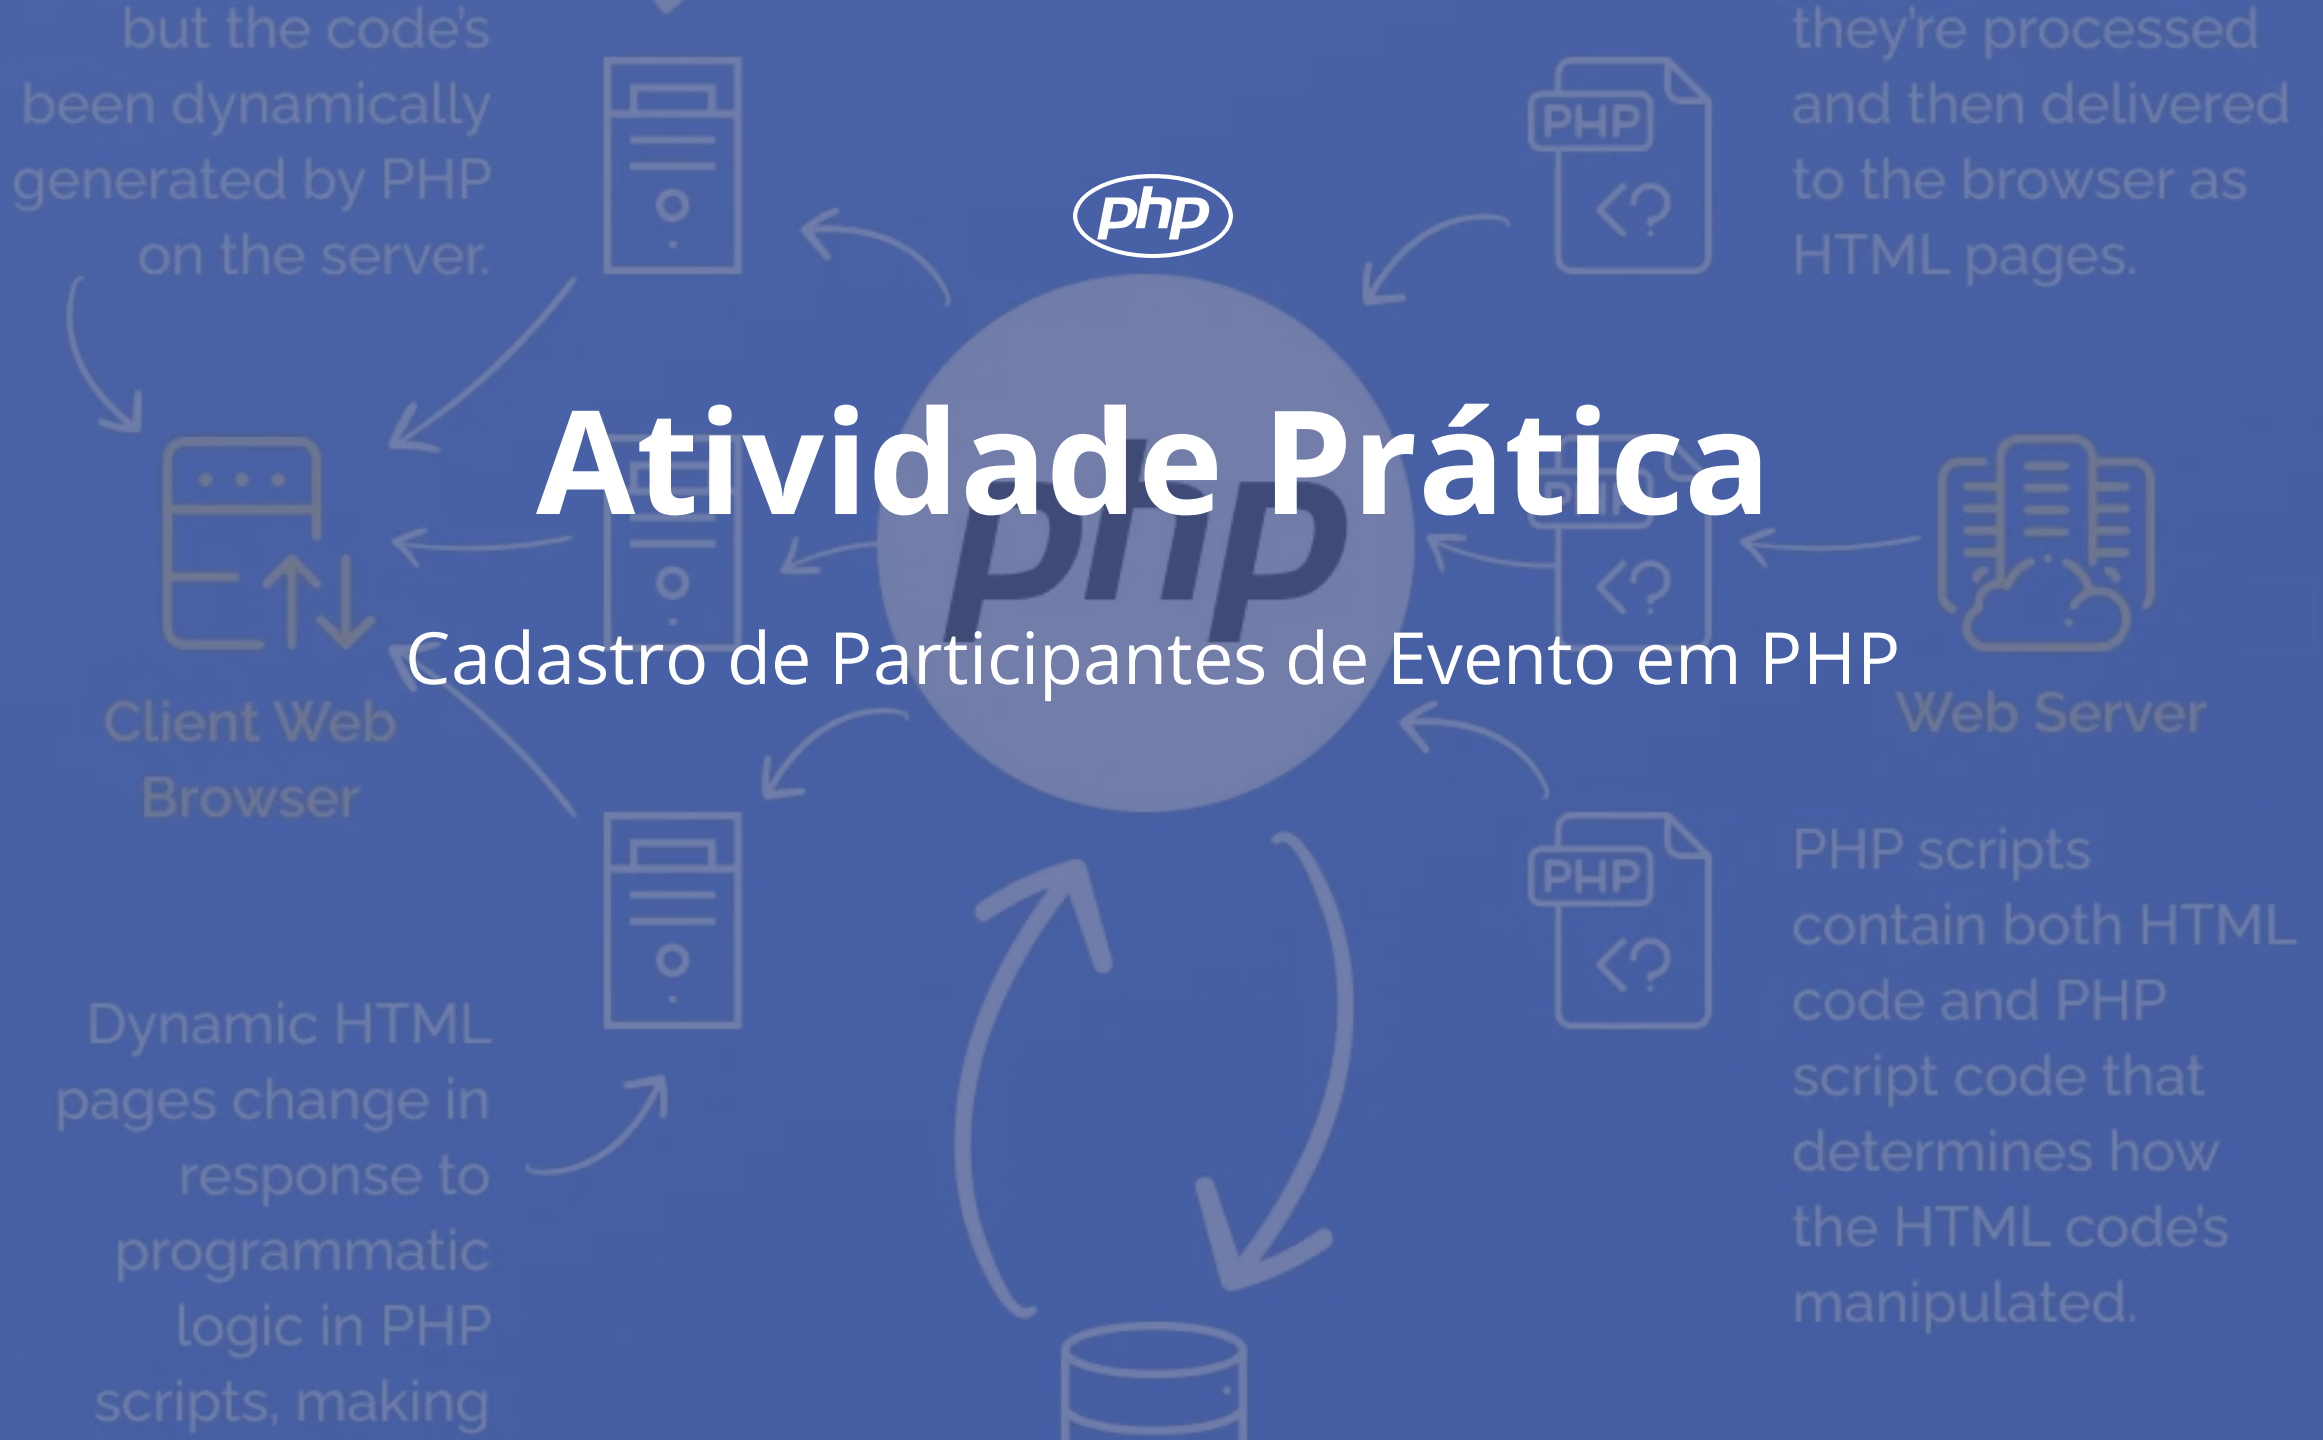 but the code's
been dynamically
generated by PHP
on the server.
PHP
<?
they're processed
and then delivered
to the browser as
HTML pages.
php
Atividade Prática
php
PHP
<?
Cadastro de Participantes de Evento em PHP
Client Web
Browser
Web Server
PHP
<?
PHP scripts
contain both HTML
code and PHP
script code that
determines how
the HTML code's
manipulated.
Dynamic HTML
pages change in
response to
programmatic
logic in PHP
scripts, making